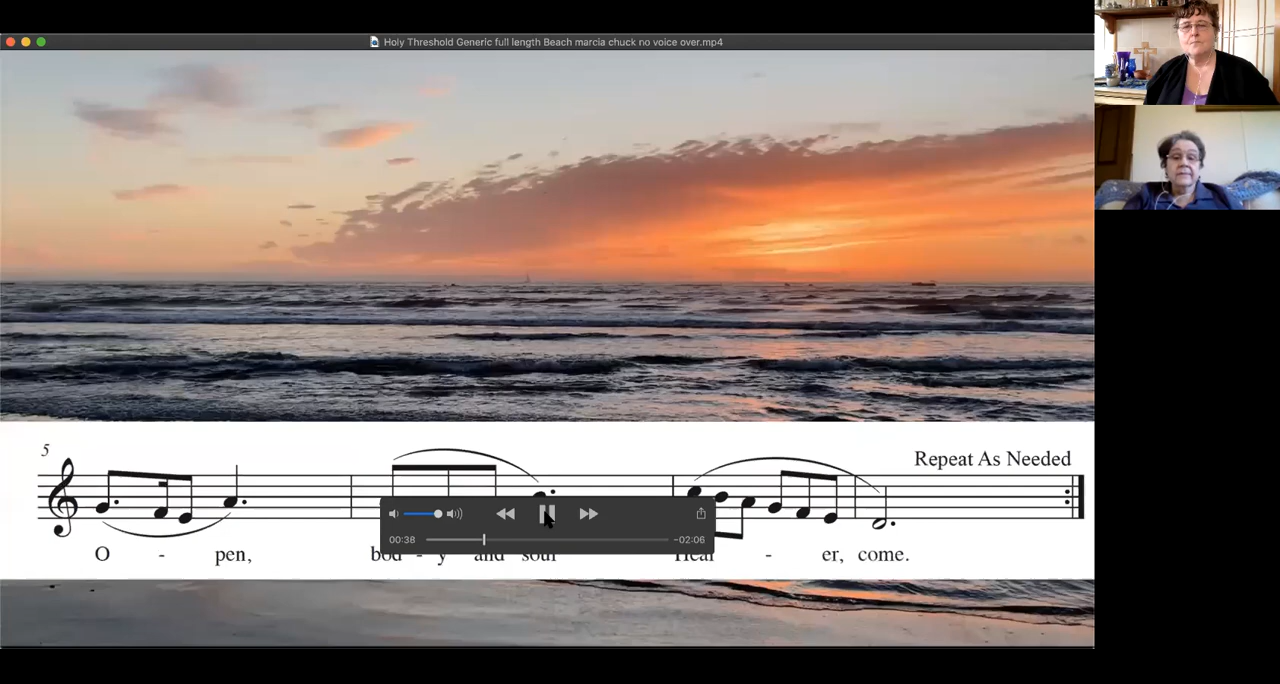 Holy Threshold Generic full length Beach marcia chuck no voice over.mp4
5
Repeat As Needed
00:38
-02:06
O - pen, bod - y and soul Heal - er, come.